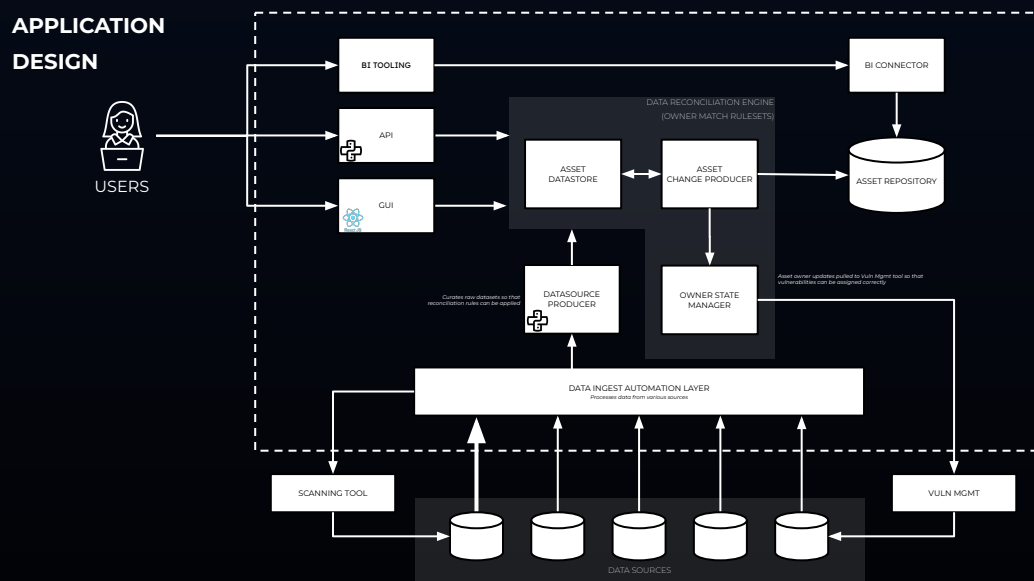 APPLICATION
DESIGN
BI TOOLING
BI CONNECTOR
DATA RECONCILIATION ENGINE
(OWNER MATCH RULESETS)
API
ASSET
DATASTORE
ASSET
CHANGE PRODUCER
ASSET REPOSITORY
USERS
GUI
React JS
Asset owner updates pulled to Vuln Mgmt tool so that
vulnerabilities can be assigned correctly
Curates raw datasets so that
reconciliation rules can be applied
DATASOURCE
PRODUCER
OWNER STATE
MANAGER
DATA INGEST AUTOMATION LAYER
Processes data from various sources
SCANNING TOOL
VULN MGMT
DATA SOURCES